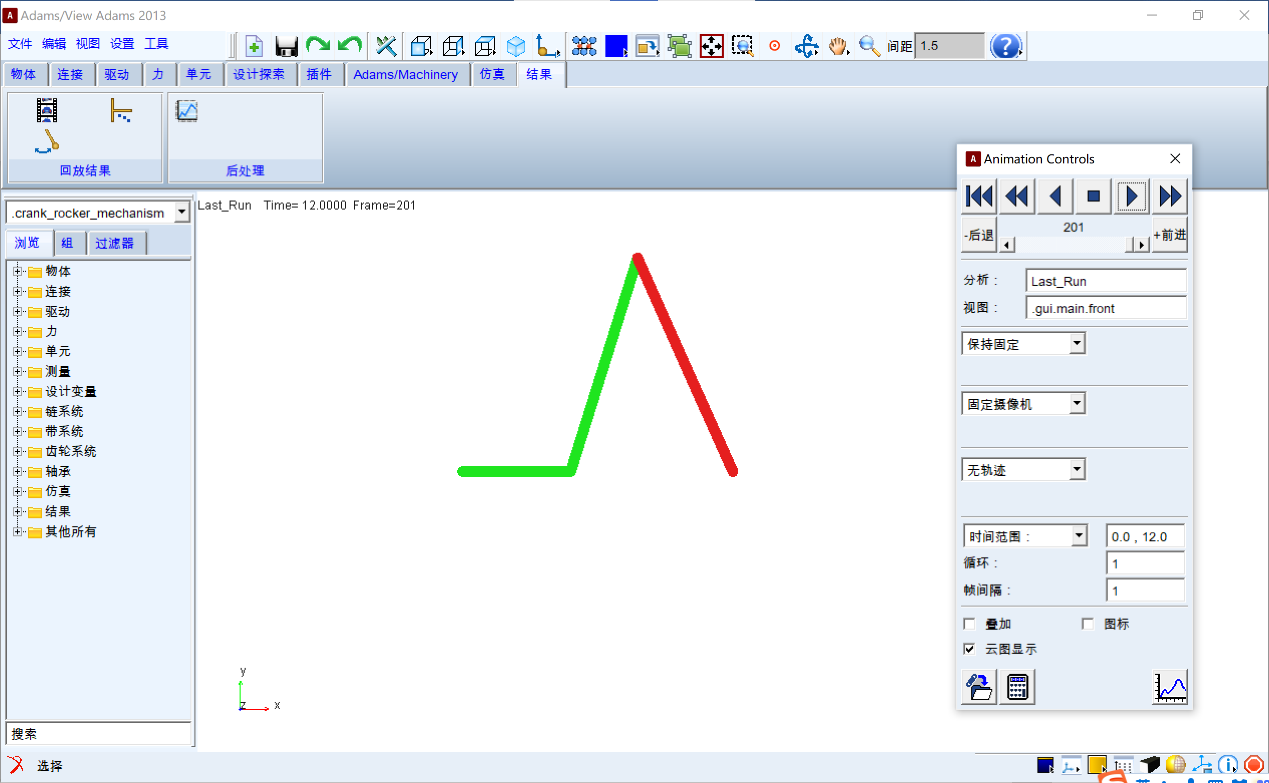 Adams/View Adams 2013
文件 编辑 视图 设置 工具
间距 1.5
物体 连接 驱动 力 单元 设计探索 插件 Adams/Machinery 仿真 结果
回放结果 后处理
.crank_rocker_mechanism
浏览 组 过滤器
物体
连接
驱动
力
单元
测量
设计变量
链系统
带系统
齿轮系统
轴承
仿真
结果
其他所有
搜索
选择
Last_Run Time= 12.0000 Frame=201
y
z x
Animation Controls
-后退 201 +前进
分析: Last_Run
视图: .gui.main.front
保持固定
固定摄像机
无轨迹
时间范围: 0.0 , 12.0
循环: 1
帧间隔: 1
叠加 图标
云图显示